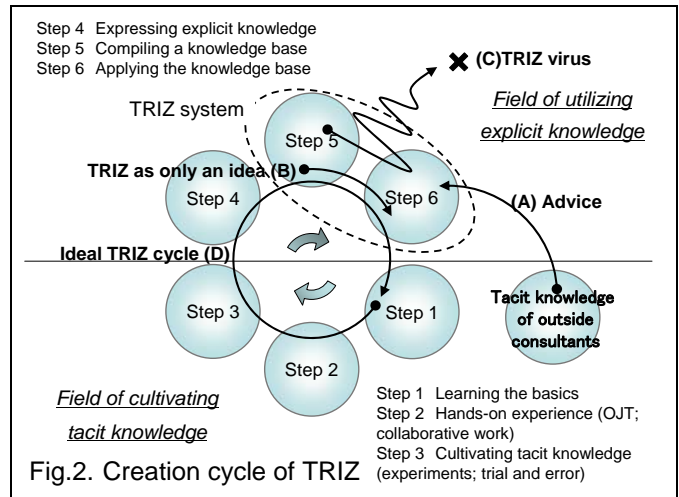 Step 4 Expressing explicit knowledge
Step 5 Compiling a knowledge base
Step 6 Applying the knowledge base
(C)TRIZ virus
TRIZ system
Field of utilizing
explicit knowledge
Step 5
TRIZ as only an idea (B)
Step 4
Step 6
(A) Advice
Ideal TRIZ cycle (D)
Step 3
Step 1
Tacit knowledge
of outside
consultants
Step 2
Field of cultivating
tacit knowledge
Step 1 Learning the basics
Step 2 Hands-on experience (OJT;
collaborative work)
Step 3 Cultivating tacit knowledge
(experiments; trial and error)
Fig.2. Creation cycle of TRIZ